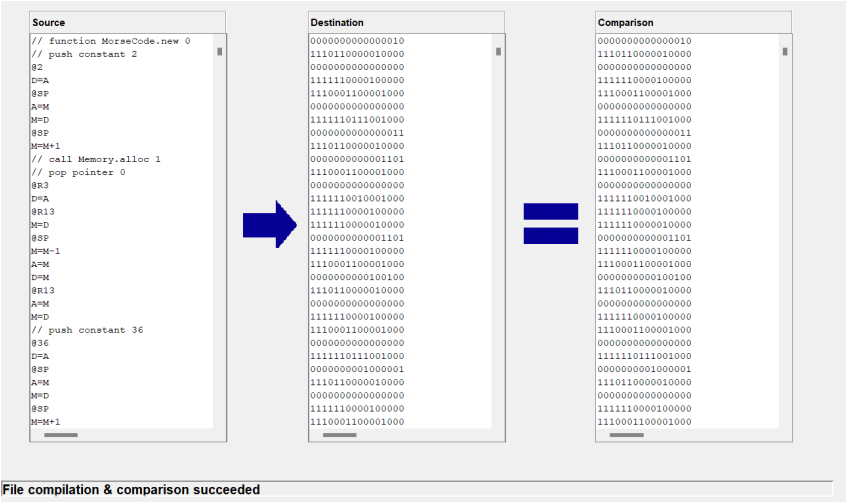 Source
// function MorseCode.new 0
// push constant 2
@2
D=A
@SP
A=M
M=D
@SP
M=M+1
// call Memory.alloc 1
// pop pointer 0
@R3
D=A
@R13
M=D
@SP
M=M-1
A=M
D=M
@R13
A=M
M=D
// push constant 36
@36
D=A
@SP
A=M
M=D
@SP
M=M+1
Destination
0000000000000010
1110110000010000
0000000000000000
1111110000100000
1110001100001000
0000000000000000
1111110111001000
0000000000000011
1110110000010000
0000000000001101
1110001100001000
0000000000000000
1111110010001000
1111110000100000
1111110000010000
0000000000001101
1111110000100000
1110001100001000
0000000000100100
1110110000010000
0000000000000000
1111110000100000
1110001100001000
0000000000000000
1111110111001000
0000000001000001
1110110000010000
0000000000000000
1111110000100000
1110001100001000
Comparison
0000000000000010
1110110000010000
0000000000000000
1111110000100000
1110001100001000
0000000000000000
1111110111001000
0000000000000011
1110110000010000
0000000000001101
1110001100001000
0000000000000000
1111110010001000
1111110000100000
1111110000010000
0000000000001101
1111110000100000
1110001100001000
0000000000100100
1110110000010000
0000000000000000
1111110000100000
1110001100001000
0000000000000000
1111110111001000
0000000001000001
1110110000010000
0000000000000000
1111110000100000
1110001100001000
File compilation & comparison succeeded